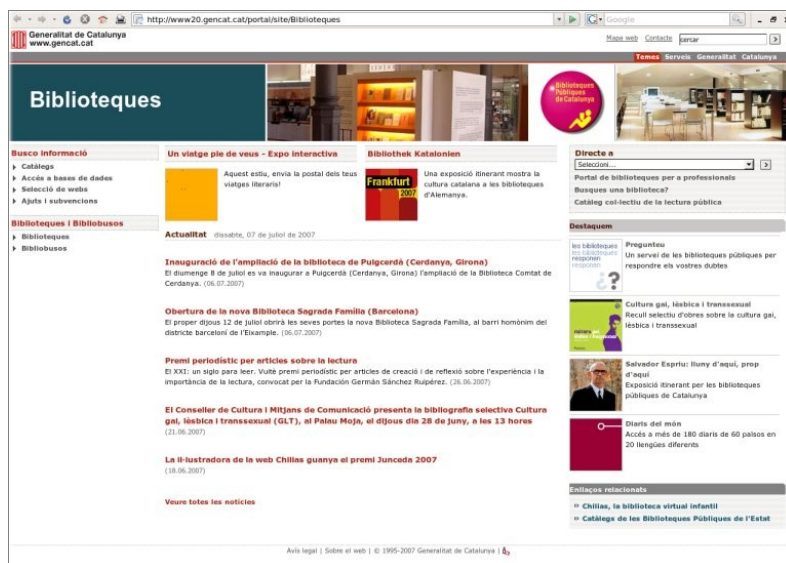 http://www20.gencat.cat/portal/site/Biblioteques
Google
Generalitat de Catalunya
www.gencat.cat
Mapa web Contacte cercar
Temes Serveis Generalitat Catalunya
Biblioteques
Biblioteques
Públiques
de Catalunya
Busco informació
Catàlegs
Accés a bases de dades
Selecció de webs
Ajuts i subvencions
Biblioteques i Bibliobusos
Biblioteques
Bibliobusos
Un viatge ple de veus - Expo interactiva
Aquest estiu, envia la postal dels teus
viatges literaris!
Bibliothek Katalonien
Frankfurt
2007
Una exposició itinerant mostra la
cultura catalana a les biblioteques
d'Alemanya.
Actualitat dissabte, 07 de juliol de 2007
Inauguració de l'ampliació de la biblioteca de Puigcerdà (Cerdanya, Girona)
El diumenge 8 de juliol es va inaugurar a Puigcerdà (Cerdanya, Girona) l'ampliació de la Biblioteca Comtat de
Cerdanya. (06.07.2007)
Obertura de la nova Biblioteca Sagrada Família (Barcelona)
El proper dijous 12 de juliol obrirà les seves portes la nova Biblioteca Sagrada Família, al barri homònim del
districte barceloní de l'Eixample. (06.07.2007)
Premi periodístic per articles sobre la lectura
El XXI: un siglo para leer. Vuitè premi periodístic per articles de creació i de reflexió sobre l'experiència i la
importància de la lectura, convocat per la Fundación Germán Sánchez Ruipérez. (26.06.2007)
El Conseller de Cultura i Mitjans de Comunicació presenta la bibliografia selectiva Cultura
gai, lèsbica i transsexual (GLT), al Palau Moja, el dijous dia 28 de juny, a les 13 hores
(21.06.2007)
La il·lustradora de la web Chilias guanya el premi Junceda 2007
(18.06.2007)
Veure totes les notícies
Directe a
Seleccioni...
Portal de biblioteques per a professionals
Busques una biblioteca?
Catàleg col·lectiu de la lectura pública
Destaquem
les biblioteques
responen
¿?
Pregunteu
Un servei de les biblioteques públiques per
respondre els vostres dubtes
Cultura gai, lèsbica i transsexual
Recull selectiu d'obres sobre la cultura gai,
lèsbica i transsexual
Salvador Espriu: lluny d'aquí, prop
d'aquí
Exposició itinerant per les biblioteques
públiques de Catalunya
Diaris del món
Accés a més de 180 diaris de 60 països en
20 llengües diferents
Enllaços relacionats
Chilias, la biblioteca virtual infantil
Catàlegs de les Biblioteques Públiques de l'Estat
Avís legal | Sobre el web | © 1995-2007 Generalitat de Catalunya |